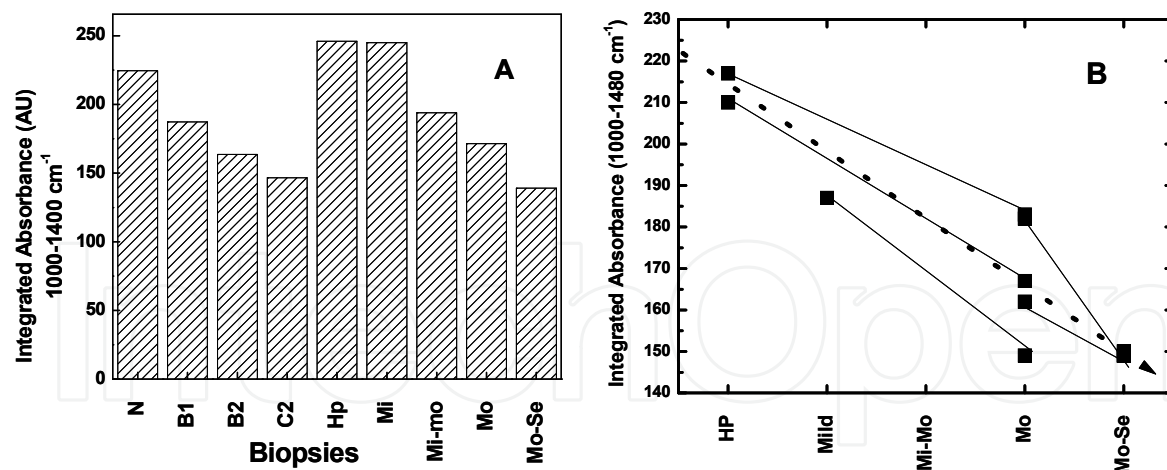 Integrated Absorbance (AU)
1000-1400 cm-1
250
200
150
100
50
0
A
N
B1
B2
C2
Hp
Mi
Mi-mo
Mo
Mo-Se
Biopsies
Integrated Absorbance (1000-1480 cm-1)
230
220
210
200
190
180
170
160
150
140
B
HP
Mild
Mi-Mo
Mo
Mo-Se